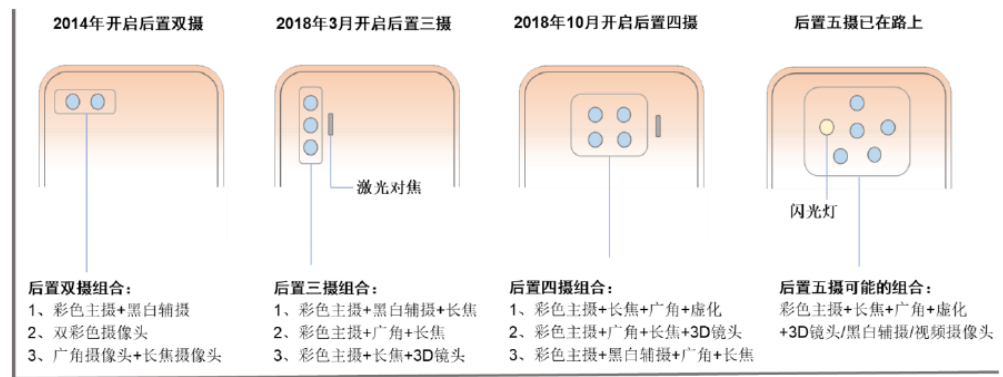 2014年开启后置双摄
2018年3月开启后置三摄
2018年10月开启后置四摄
后置五摄已在路上
激光对焦
闪光灯
后置双摄组合：
1、彩色主摄+黑白辅摄
2、双彩色摄像头
3、广角摄像头+长焦摄像头
后置三摄组合：
1、彩色主摄+黑白辅摄+长焦
2、彩色主摄+广角+长焦
3、彩色主摄+长焦+3D镜头
后置四摄组合：
1、彩色主摄+长焦+广角+虚化
2、彩色主摄+广角+长焦+3D镜头
3、彩色主摄+黑白辅摄+广角+长焦
后置五摄可能的组合：
彩色主摄+长焦+广角+虚化
+3D镜头/黑白辅摄/视频摄像头